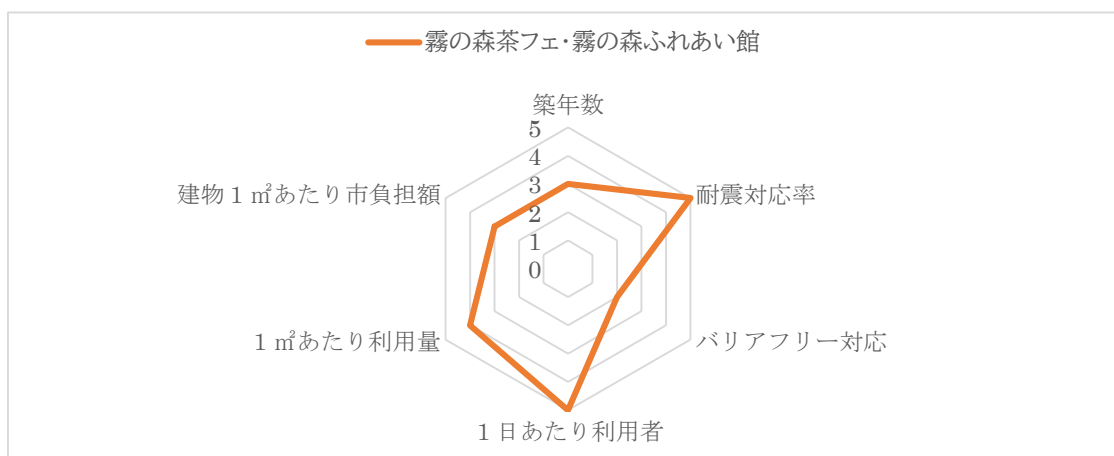 霧の森茶フェ・霧の森ふれあい館
築年数
5
4
3
2
1
0
建物１㎡あたり市負担額
耐震対応率
１㎡あたり利用量
バリアフリー対応
１日あたり利用者